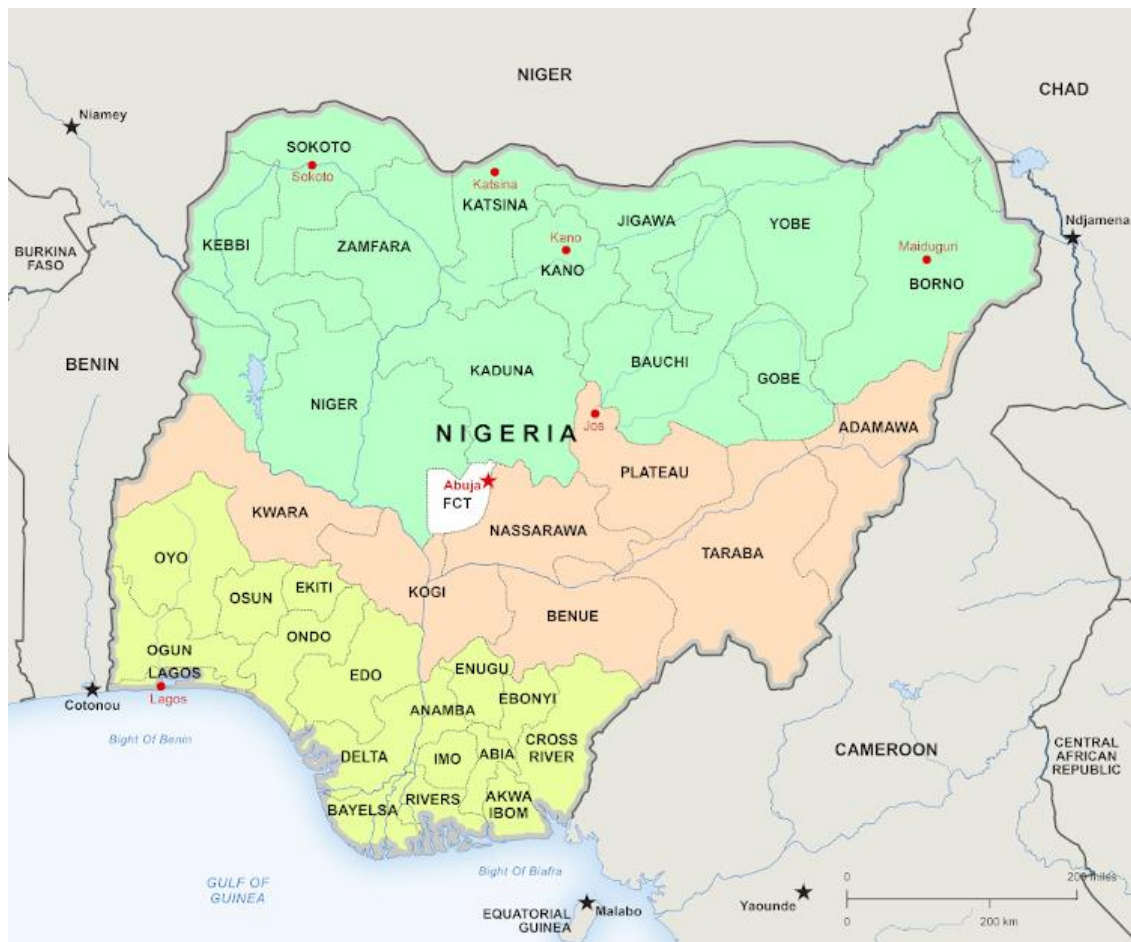 NIGER
CHAD
Niamey
SOKOTO
Sokoto
Katsina
KATSINA
JIGAWA
YOBE
Ndjamena
KEBBI
ZAMFARA
Kano
KANO
Maiduguri
BORNO
BURKINA
FASO
BENIN
KADUNA
BAUCHI
GOBE
NIGER
NIGERIA
Jos
ADAMAWA
PLATEAU
Abuja
FCT
KWARA
NASSARAWA
TARABA
OYO
OSUN
EKITI
KOGI
BENUE
ONDO
OGUN
LAGOS
Lagos
EDO
ENUGU
EBONYI
Cotonou
ANAMBA
Bight Of Benin
DELTA
IMO
ABIA
CROSS
RIVER
CAMEROON
CENTRAL
AFRICAN
REPUBLIC
BAYELSA
RIVERS
AKWA
IBOM
GULF OF
GUINEA
Bight Of Biafra
0
200 miles
EQUATORIAL
GUINEA
Malabo
Yaounde
0
200 km